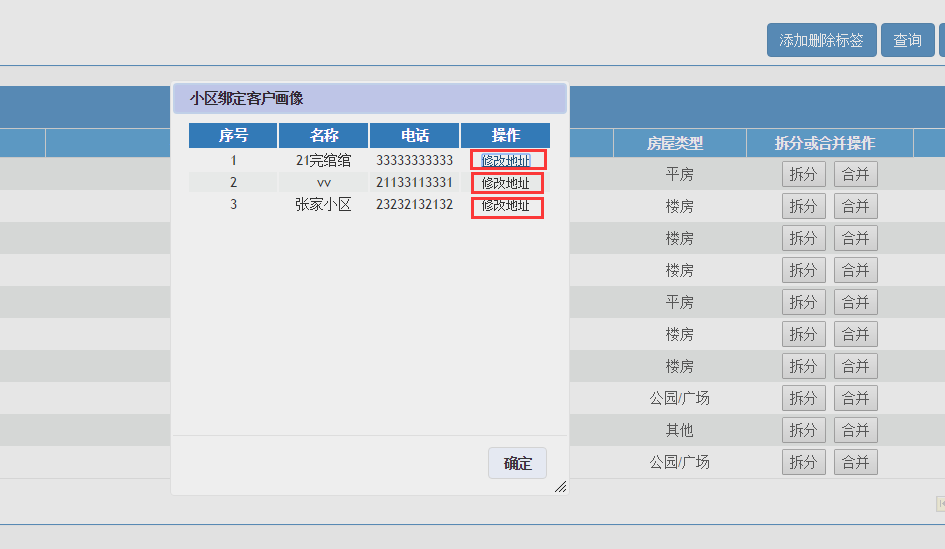 添加删除标签 查询
小区绑定客户画像
序号 名称 电话 操作
房屋类型 拆分或合并操作
1 21完绾绾 33333333333 修改地址
2 vv 21133113331 修改地址
3 张家小区 23232132132 修改地址
平房 拆分 合并
楼房 拆分 合并
楼房 拆分 合并
楼房 拆分 合并
平房 拆分 合并
楼房 拆分 合并
楼房 拆分 合并
公园/广场 拆分 合并
其他 拆分 合并
公园/广场 拆分 合并
确定